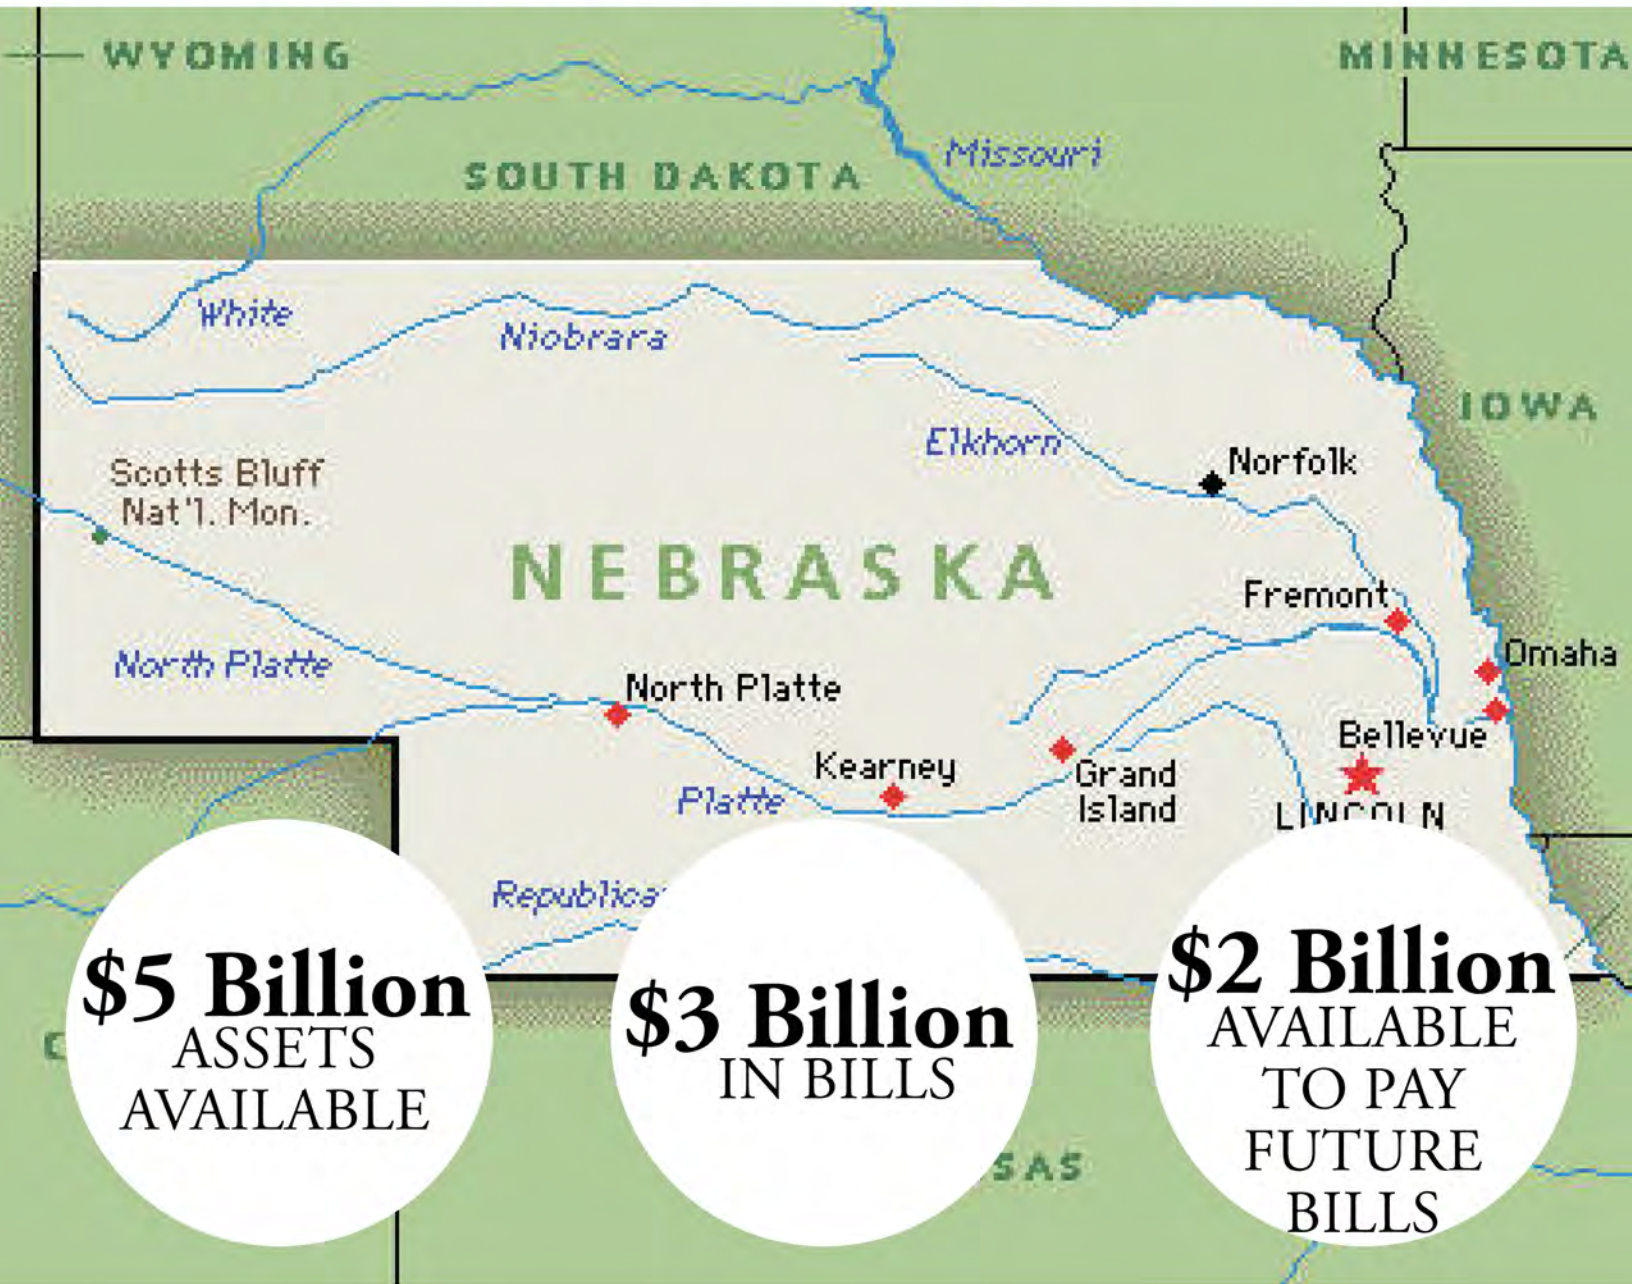 WYOMING
MINNESOTA
Missouri
SOUTH DAKOTA
White
Niobrara
IOWA
Elkhorn
Norfolk
Scotts Bluff
Nat'l. Mon.
NEBRASKA
Fremont
Omaha
North Platte
North Platte
Bellevue
Kearney
Grand
Island
Platte
LINCOLN
$5 Billion
ASSETS
AVAILABLE
$3 Billion
IN BILLS
$2 Billion
AVAILABLE
TO PAY
FUTURE
BILLS